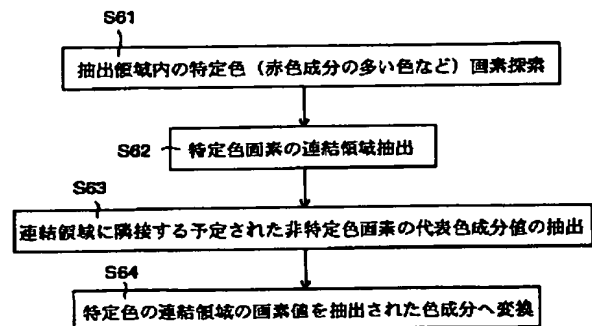 S61
抽出領域内の特定色（赤色成分の多い色など）画素探索
S62
特定色画素の連結領域抽出
S63
連結領域に隣接する予定された非特定色画素の代表色成分値の抽出
S64
特定色の連結領域の画素値を抽出された色成分へ変換